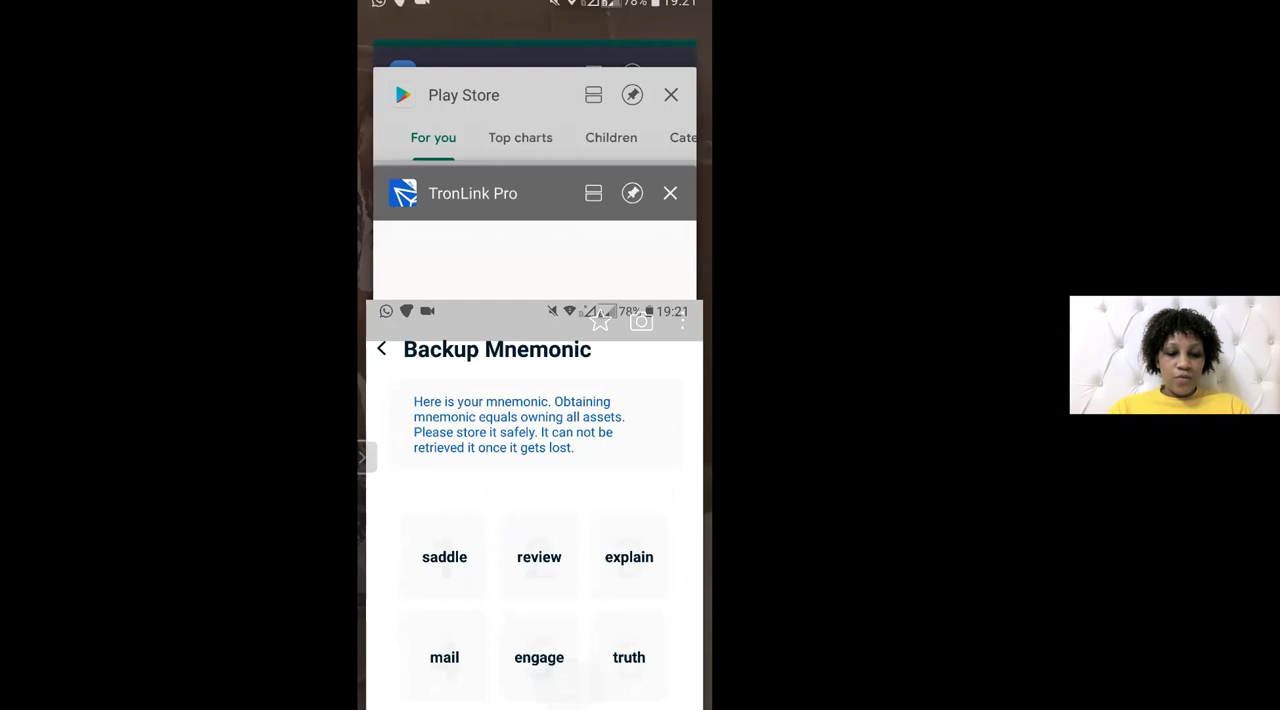 78% 19:21
Play Store
For you Top charts Children Cate
TronLink Pro
78% 19:21
Backup Mnemonic
Here is your mnemonic. Obtaining
mnemonic equals owning all assets.
Please store it safely. It can not be
retrieved it once it gets lost.
saddle review explain
mail engage truth